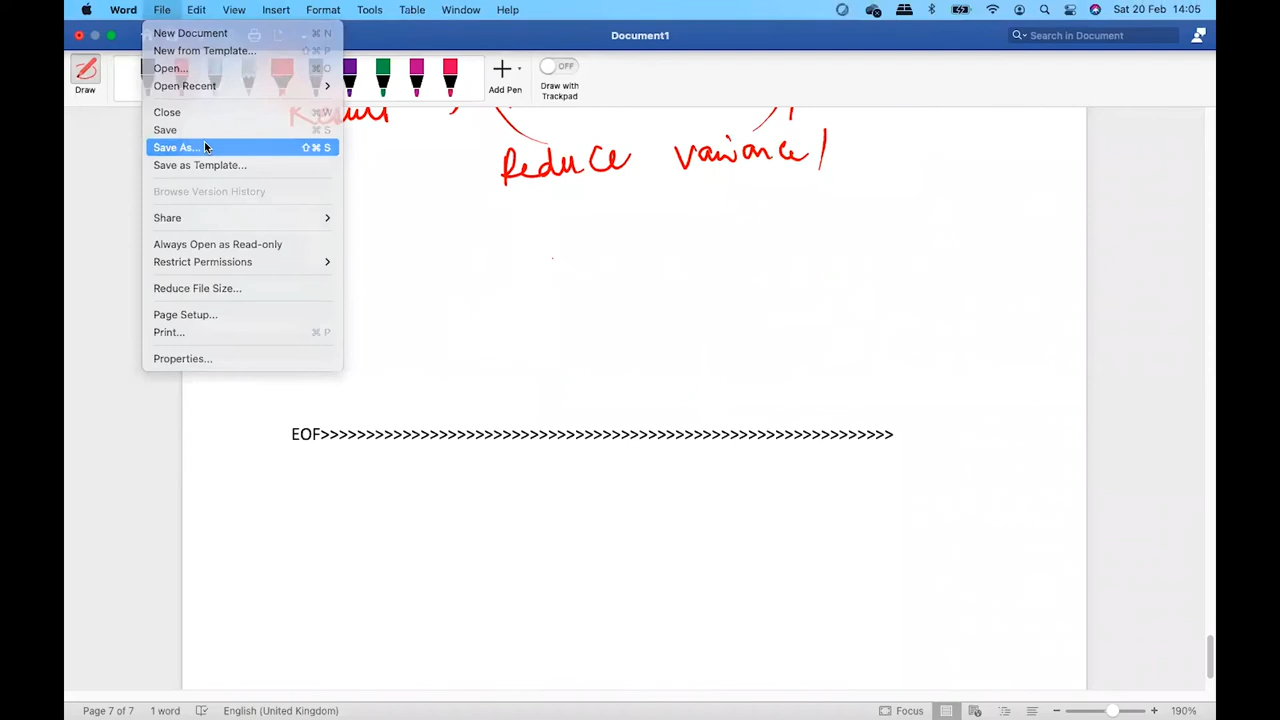 Word File Edit View Insert Format Tools Table Window Help Sat 20 Feb 14:05
Document1
Search in Document
New Document ⌘ N
New from Template... ⇧⌘ P
Open... ⌘ O
Open Recent >
Close ⌘ W
Save ⌘ S
Save As... ⇧⌘ S
Save as Template...
Browse Version History
Share >
Always Open as Read-only
Restrict Permissions >
Reduce File Size...
Page Setup...
Print... ⌘ P
Properties...
Draw
Add Pen
OFF
Draw with
Trackpad
Reduce variance
EOF>>>>>>>>>>>>>>>>>>>>>>>>>>>>>>>>>>>>>>>>>>>>>>>>>>>>>>>>>>>>>>>
Page 7 of 7 1 word English (United Kingdom) Focus 190%